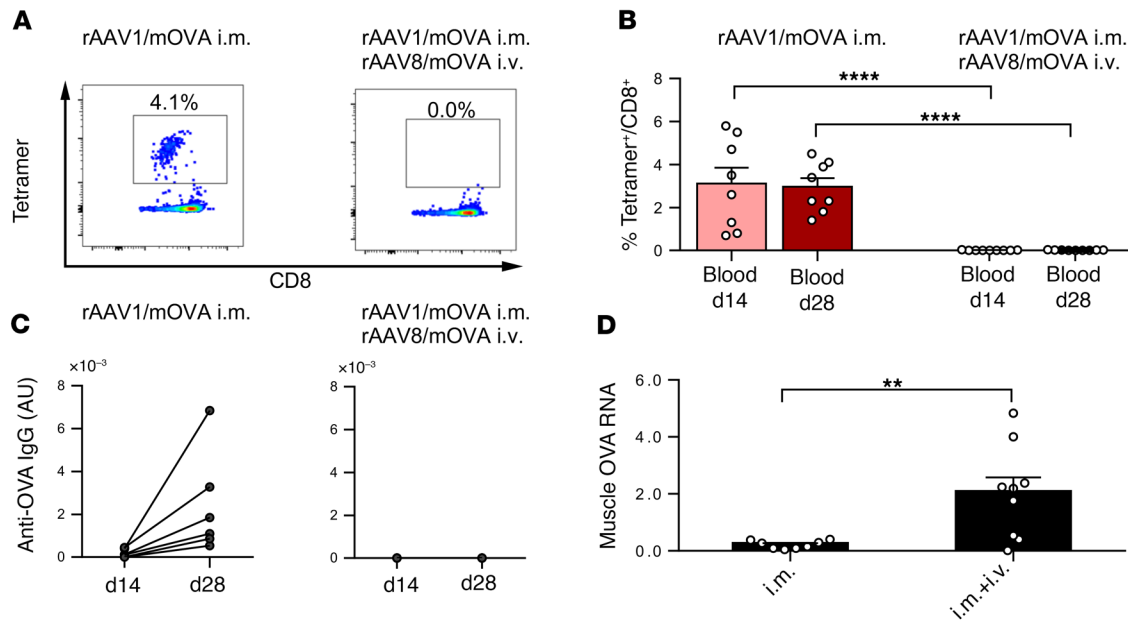 A
rAAV1/mOVA i.m.
rAAV1/mOVA i.m.
rAAV8/mOVA i.v.
4.1%
0.0%
Tetramer
CD8
B
rAAV1/mOVA i.m.
rAAV1/mOVA i.m.
rAAV8/mOVA i.v.
% Tetramer⁺/CD8⁺
8
6
4
2
0
****
****
Blood
d14
Blood
d28
Blood
d14
Blood
d28
C
rAAV1/mOVA i.m.
rAAV1/mOVA i.m.
rAAV8/mOVA i.v.
Anti-OVA IgG (AU)
×10⁻³
8
6
4
2
0
d14
d28
×10⁻³
8
6
4
2
0
d14
d28
D
Muscle OVA RNA
6.0
4.0
2.0
0.0
**
i.m.
i.m.+i.v.